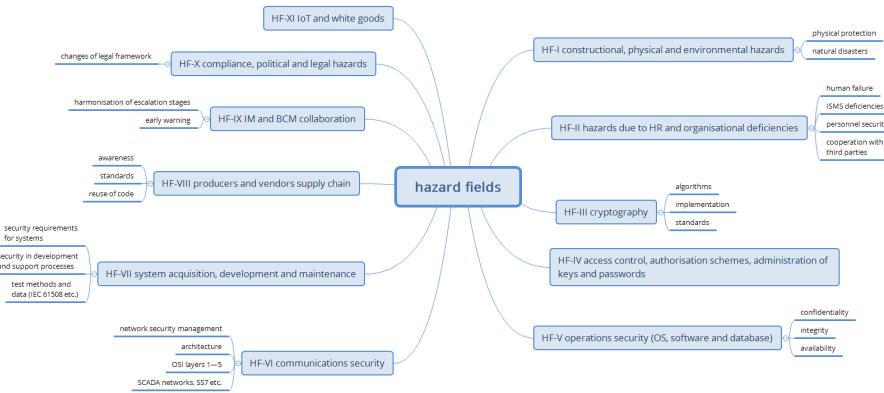 HF-XI IoT and white goods
changes of legal framework
HF-X compliance, political and legal hazards
harmonisation of escalation stages
early warning
HF-IX IM and BCM collaboration
awareness
standards
reuse of code
HF-VIII producers and vendors supply chain
security requirements
for systems
security in development
and support processes
test methods and
data (IEC 61508 etc.)
HF-VII system acquisition, development and maintenance
network security management
architecture
OSI layers 1—5
SCADA networks, SS7 etc.
HF-VI communications security
hazard fields
HF-I constructional, physical and environmental hazards
physical protection
natural disasters
HF-II hazards due to HR and organisational deficiencies
human failure
ISMS deficiencies
personnel securit
cooperation with
third parties
HF-III cryptography
algorithms
implementation
standards
HF-IV access control, authorisation schemes, administration of
keys and passwords
HF-V operations security (OS, software and database)
confidentiality
integrity
availability